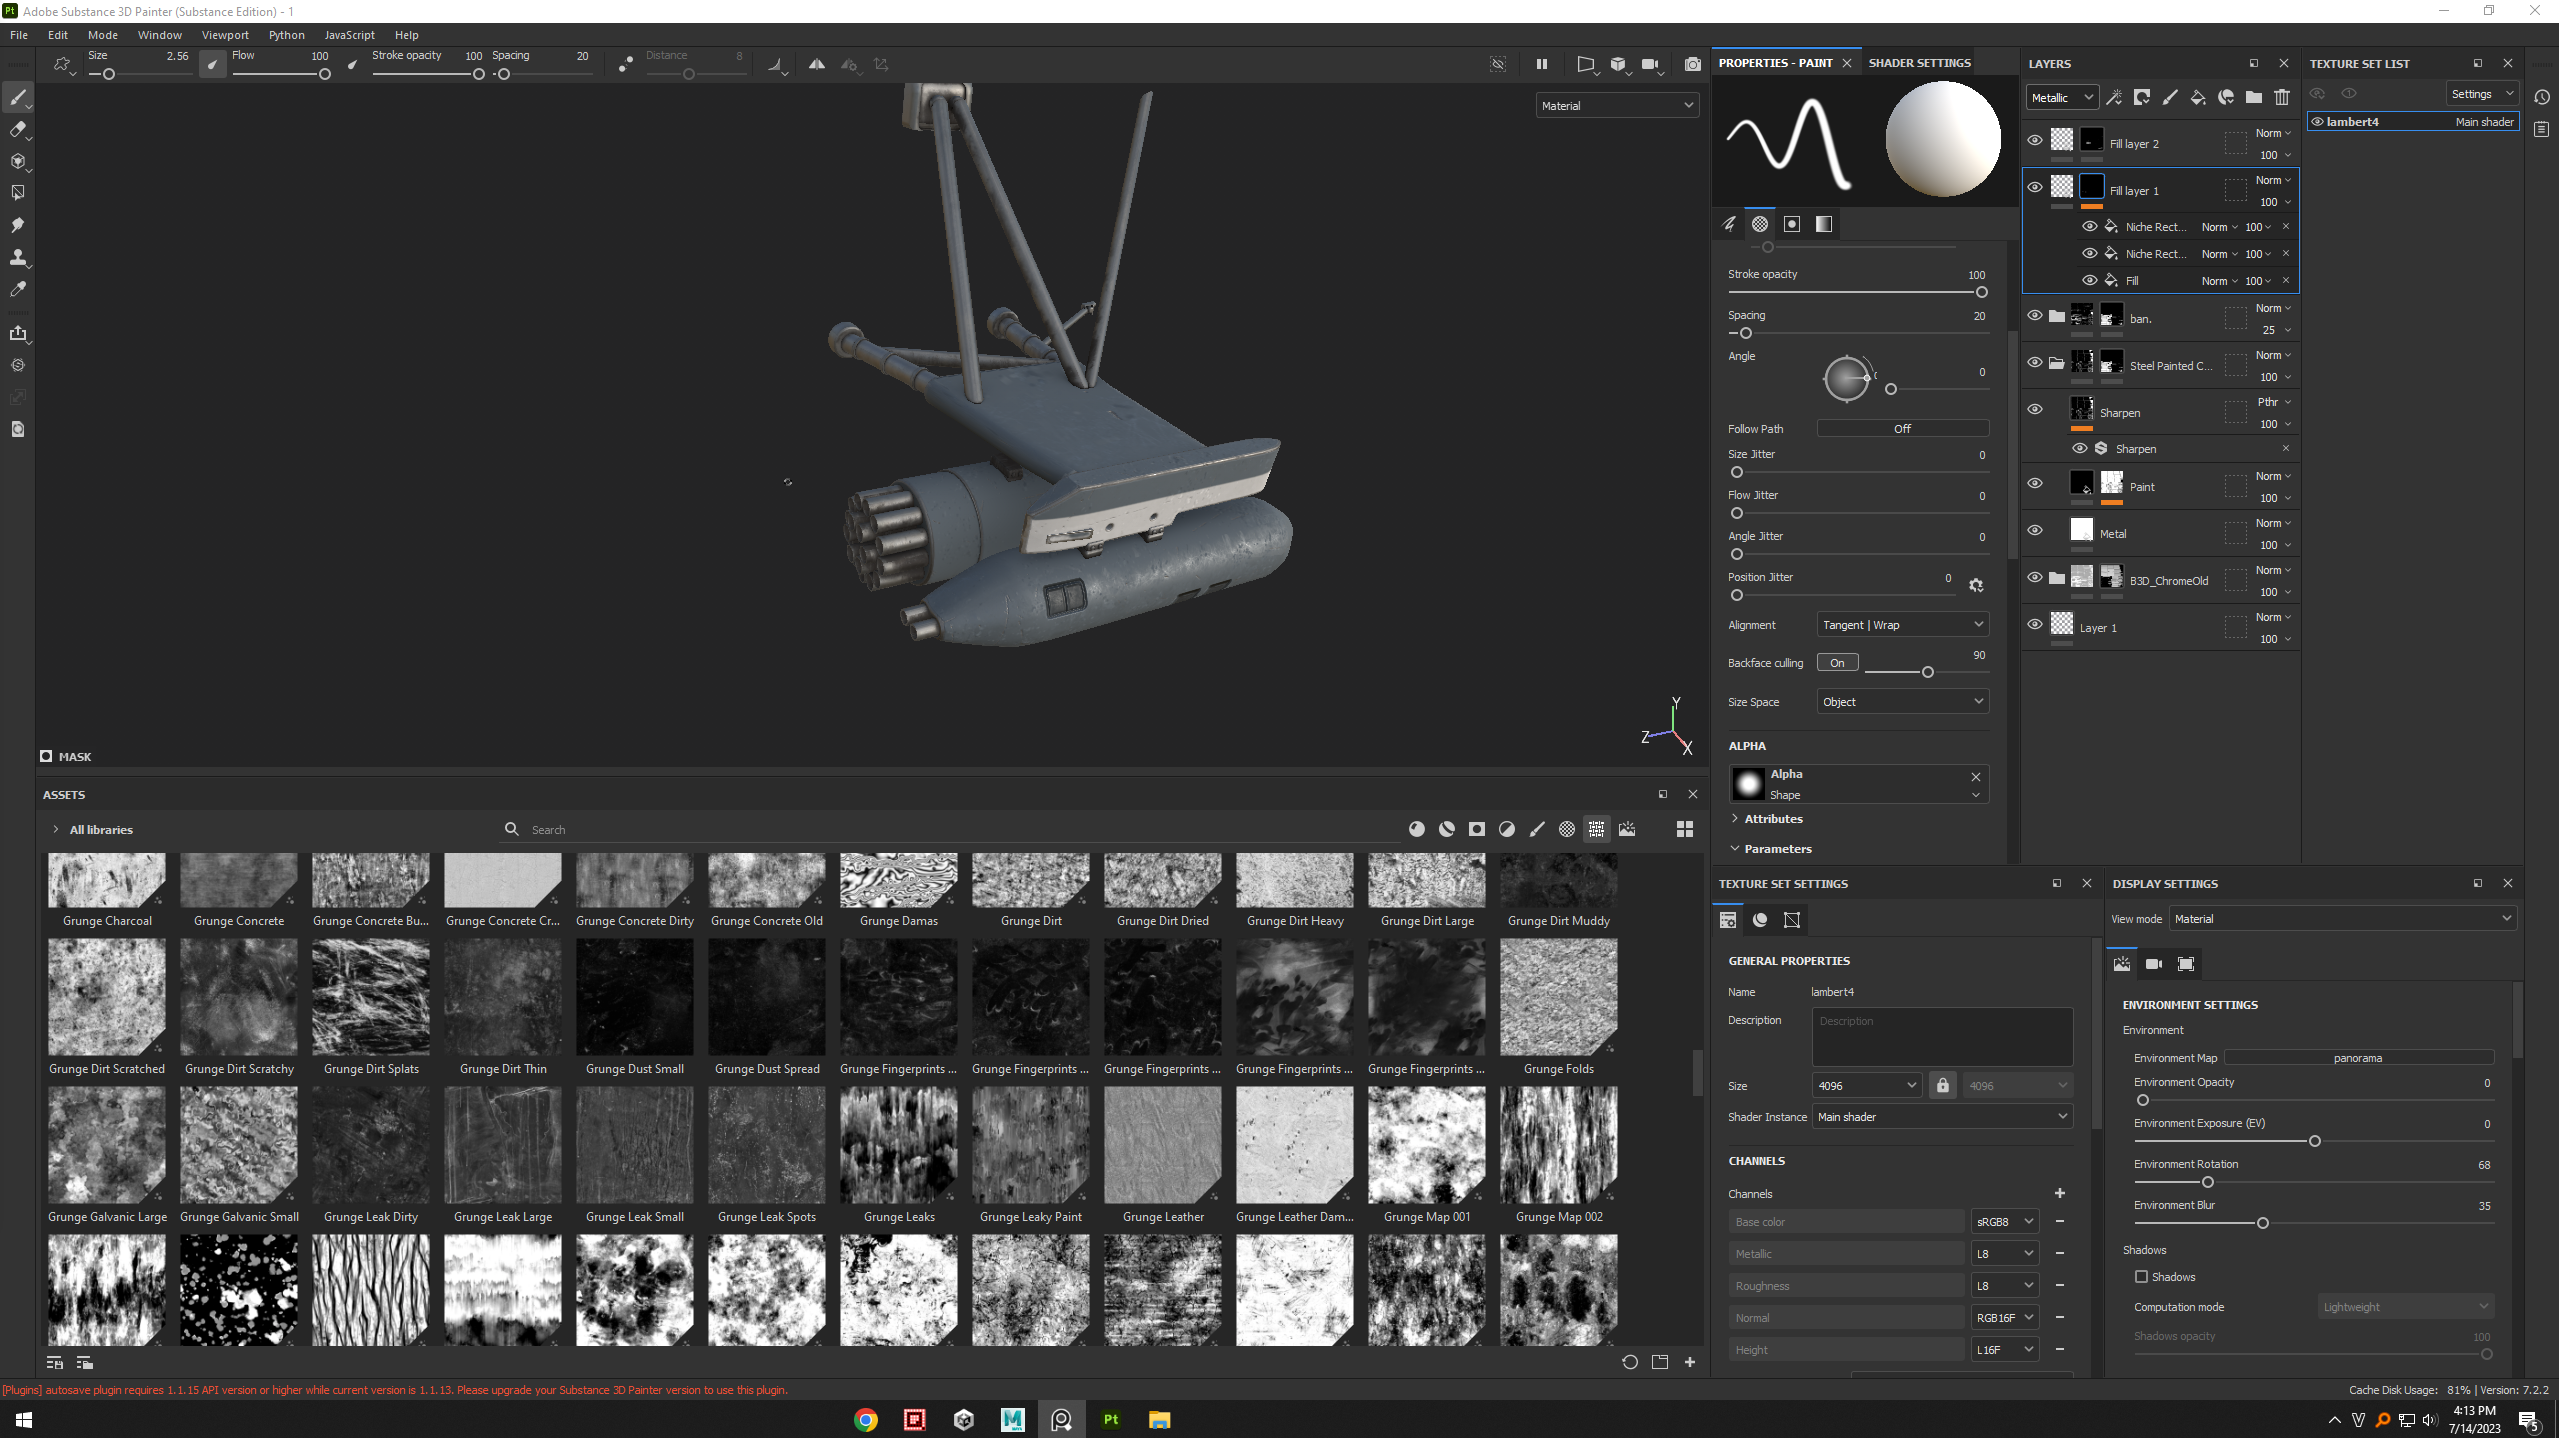 Adobe Substance 3D Painter (Substance Edition) - 1
File Edit Mode Window Viewport Python JavaScript Help
Size 2.56 Flow 100 Stroke opacity 100 Spacing 20 Distance 8
Material
MASK
Y
Z
X
ASSETS
All libraries
Search
Grunge Charcoal Grunge Concrete Grunge Concrete Bu... Grunge Concrete Cr... Grunge Concrete Dirty Grunge Concrete Old Grunge Damas Grunge Dirt Grunge Dirt Dried Grunge Dirt Heavy Grunge Dirt Large Grunge Dirt Muddy
Grunge Dirt Scratched Grunge Dirt Scratchy Grunge Dirt Splats Grunge Dirt Thin Grunge Dust Small Grunge Dust Spread Grunge Fingerprints ... Grunge Fingerprints ... Grunge Fingerprints ... Grunge Fingerprints ... Grunge Fingerprints ... Grunge Folds
Grunge Galvanic Large Grunge Galvanic Small Grunge Leak Dirty Grunge Leak Large Grunge Leak Small Grunge Leak Spots Grunge Leaks Grunge Leaky Paint Grunge Leather Grunge Leather Dam... Grunge Map 001 Grunge Map 002
PROPERTIES - PAINT
SHADER SETTINGS
Stroke opacity 100
Spacing 20
Angle 0
Follow Path Off
Size Jitter 0
Flow Jitter 0
Angle Jitter 0
Position Jitter 0
Alignment Tangent | Wrap
Backface culling On 90
Size Space Object
ALPHA
Alpha
Shape
Attributes
Parameters
LAYERS
Metallic
Fill layer 2 Norm 100
Fill layer 1 Norm 100
Niche Rect... Norm 100
Niche Rect... Norm 100
Fill Norm 100
ban. Norm 25
Steel Painted C... Norm 100
Sharpen Pthr 100
Sharpen
Paint Norm 100
Metal Norm 100
B3D_ChromeOld Norm 100
Layer 1 Norm 100
TEXTURE SET LIST
Settings
lambert4 Main shader
TEXTURE SET SETTINGS
GENERAL PROPERTIES
Name lambert4
Description Description
Size 4096 4096
Shader Instance Main shader
CHANNELS
Channels
Base color sRGB8
Metallic L8
Roughness L8
Normal RGB16F
Height L16F
DISPLAY SETTINGS
View mode Material
ENVIRONMENT SETTINGS
Environment
Environment Map panorama
Environment Opacity 0
Environment Exposure (EV) 0
Environment Rotation 68
Environment Blur 35
Shadows
Shadows
Computation mode Lightweight
Shadows opacity 100
[Plugins] autosave plugin requires 1.1.15 API version or higher while current version is 1.1.13. Please upgrade your Substance 3D Painter version to use this plugin.
Cache Disk Usage: 81% | Version: 7.2.2
4:13 PM
7/14/2023
5